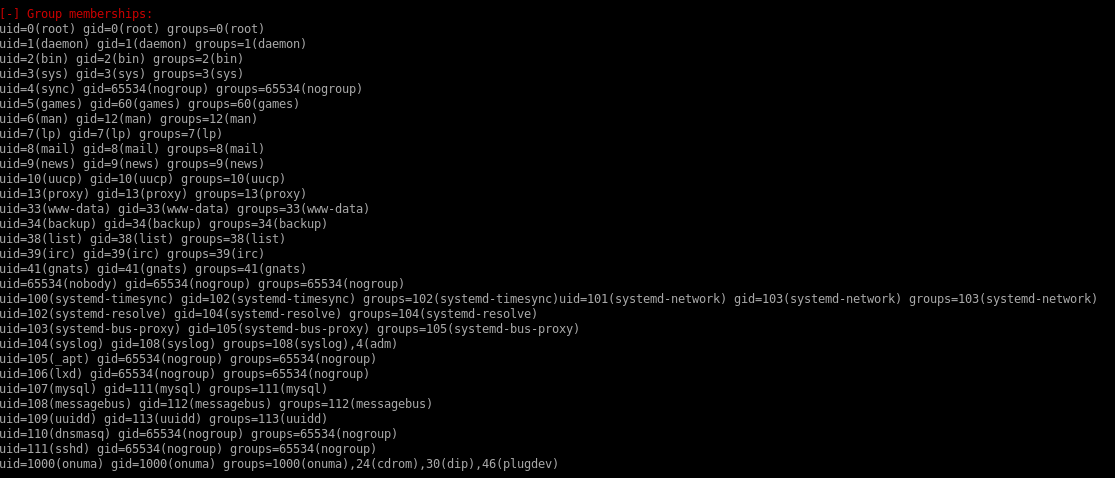 [-] Group memberships:
uid=0(root) gid=0(root) groups=0(root)
uid=1(daemon) gid=1(daemon) groups=1(daemon)
uid=2(bin) gid=2(bin) groups=2(bin)
uid=3(sys) gid=3(sys) groups=3(sys)
uid=4(sync) gid=65534(nogroup) groups=65534(nogroup)
uid=5(games) gid=60(games) groups=60(games)
uid=6(man) gid=12(man) groups=12(man)
uid=7(lp) gid=7(lp) groups=7(lp)
uid=8(mail) gid=8(mail) groups=8(mail)
uid=9(news) gid=9(news) groups=9(news)
uid=10(uucp) gid=10(uucp) groups=10(uucp)
uid=13(proxy) gid=13(proxy) groups=13(proxy)
uid=33(www-data) gid=33(www-data) groups=33(www-data)
uid=34(backup) gid=34(backup) groups=34(backup)
uid=38(list) gid=38(list) groups=38(list)
uid=39(irc) gid=39(irc) groups=39(irc)
uid=41(gnats) gid=41(gnats) groups=41(gnats)
uid=65534(nobody) gid=65534(nogroup) groups=65534(nogroup)
uid=100(systemd-timesync) gid=102(systemd-timesync) groups=102(systemd-timesync)uid=101(systemd-network) gid=103(systemd-network) groups=103(systemd-network)
uid=102(systemd-resolve) gid=104(systemd-resolve) groups=104(systemd-resolve)
uid=103(systemd-bus-proxy) gid=105(systemd-bus-proxy) groups=105(systemd-bus-proxy)
uid=104(syslog) gid=108(syslog) groups=108(syslog),4(adm)
uid=105(_apt) gid=65534(nogroup) groups=65534(nogroup)
uid=106(lxd) gid=65534(nogroup) groups=65534(nogroup)
uid=107(mysql) gid=111(mysql) groups=111(mysql)
uid=108(messagebus) gid=112(messagebus) groups=112(messagebus)
uid=109(uuidd) gid=113(uuidd) groups=113(uuidd)
uid=110(dnsmasq) gid=65534(nogroup) groups=65534(nogroup)
uid=111(sshd) gid=65534(nogroup) groups=65534(nogroup)
uid=1000(onuma) gid=1000(onuma) groups=1000(onuma),24(cdrom),30(dip),46(plugdev)